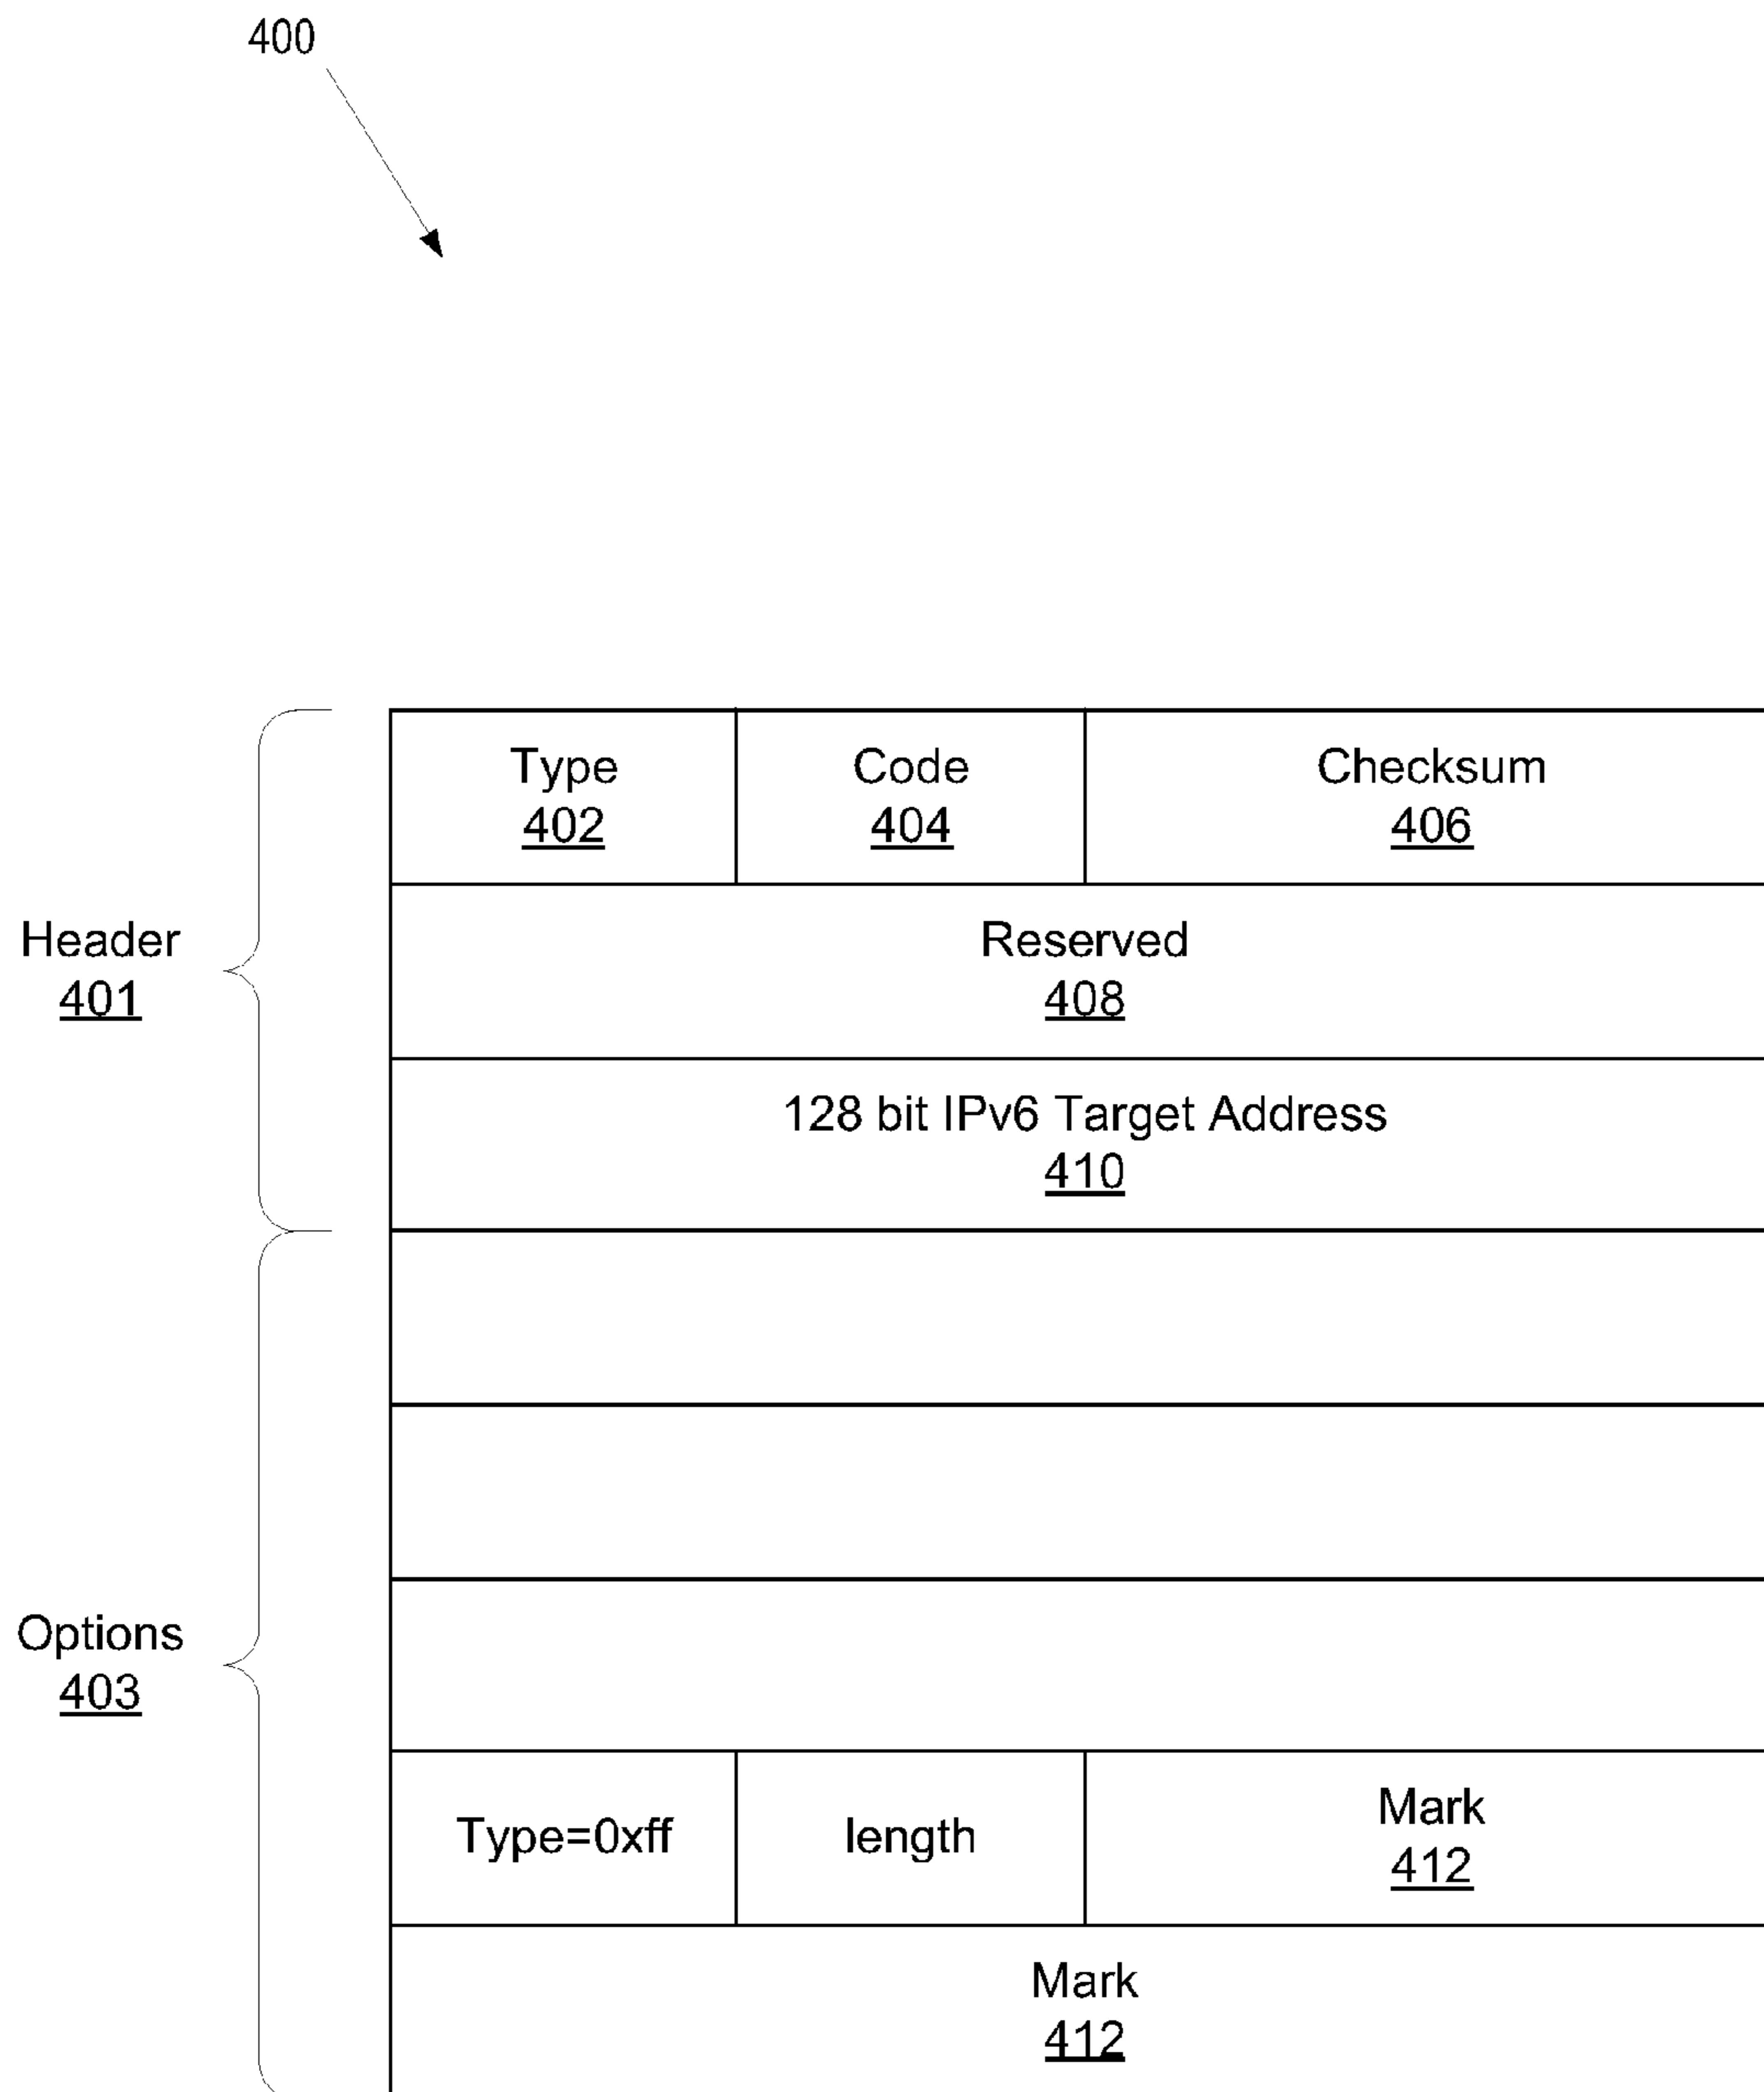 400
Type
402
Code
404
Checksum
406
Header
401
Reserved
408
128 bit IPv6 Target Address
410
Options
403
Type=0xff
length
Mark
412
Mark
412